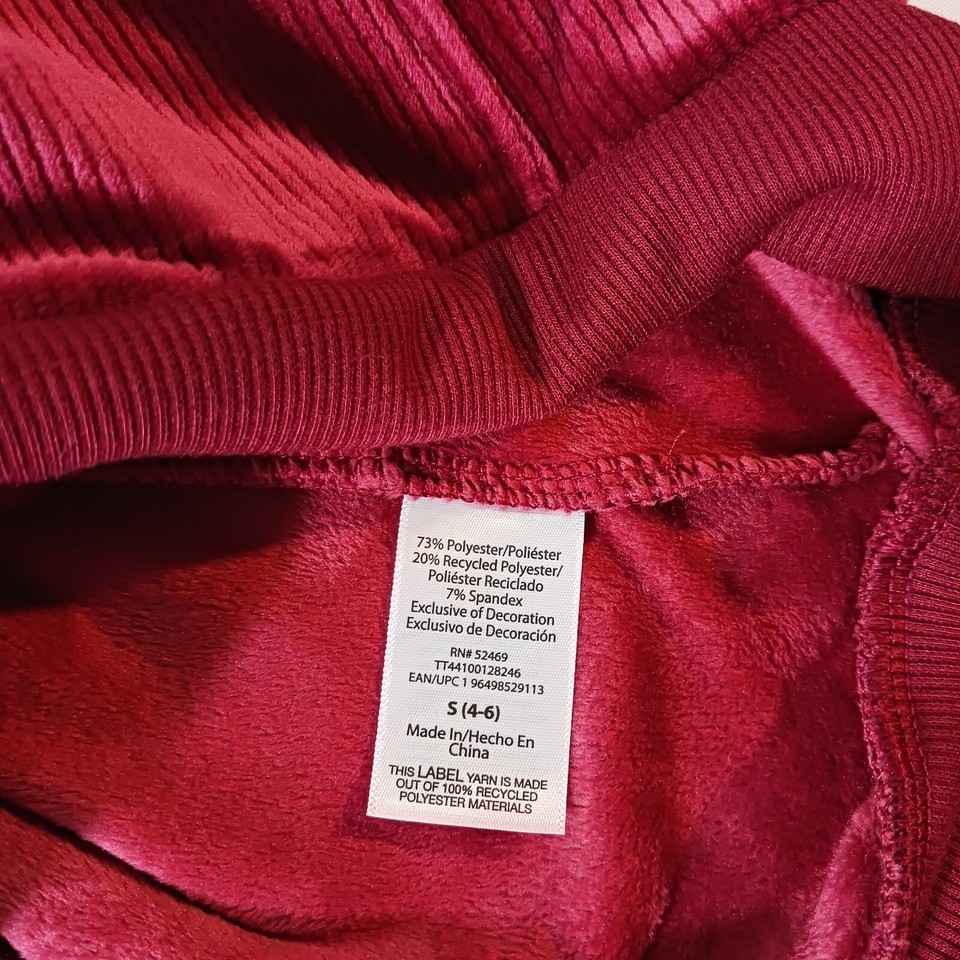 73% Polyester/Poliéster
20% Recycled Polyester/
Poliéster Reciclado
7% Spandex
Exclusive of Decoration
Exclusivo de Decoración
RN# 52469
TT44100128246
EAN/UPC 1 96498529113
S (4-6)
Made In/Hecho En
China
THIS LABEL YARN IS MADE
OUT OF 100% RECYCLED
POLYESTER MATERIALS